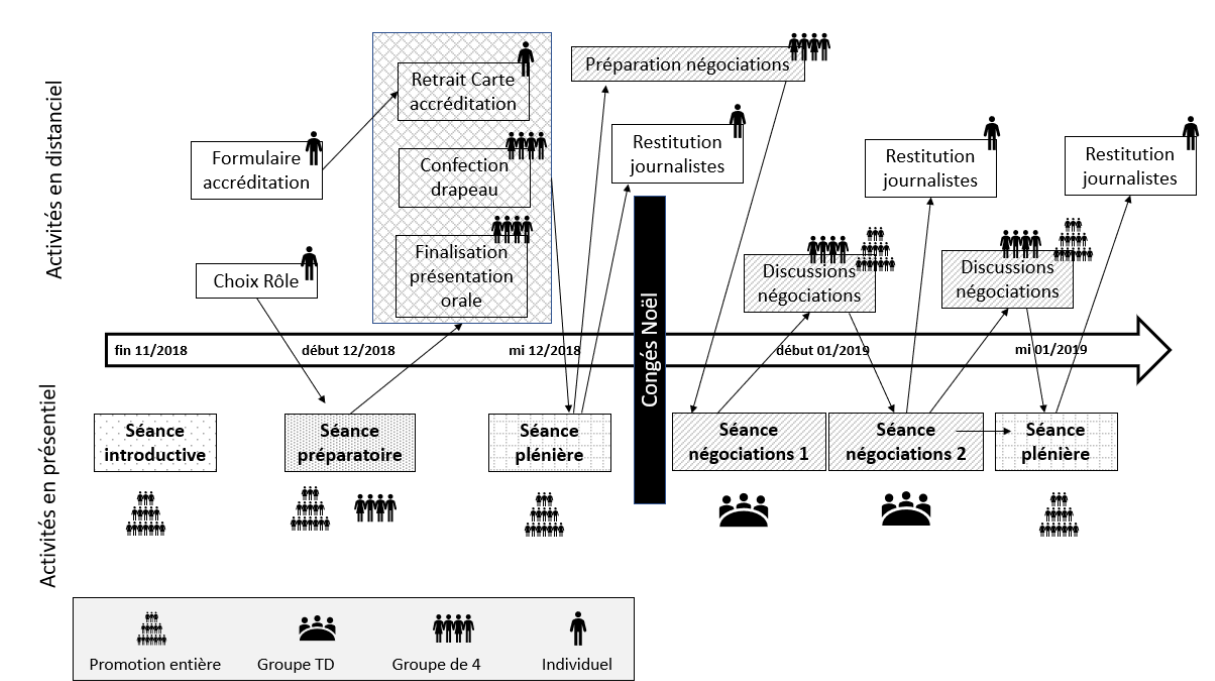 Activités en distanciel
Formulaire
accréditation
Choix Rôle
Retrait Carte
accréditation
Confection
drapeau
Finalisation
présentation
orale
Préparation négociations
Restitution
journalistes
Discussions
négociations
Restitution
journalistes
Discussions
négociations
Restitution
journalistes
fin 11/2018
début 12/2018
mi 12/2018
Congés Noël
début 01/2019
mi 01/2019
Activités en présentiel
Séance
introductive
Séance
préparatoire
Séance
plénière
Séance
négociations 1
Séance
négociations 2
Séance
plénière
Promotion entière
Groupe TD
Groupe de 4
Individuel